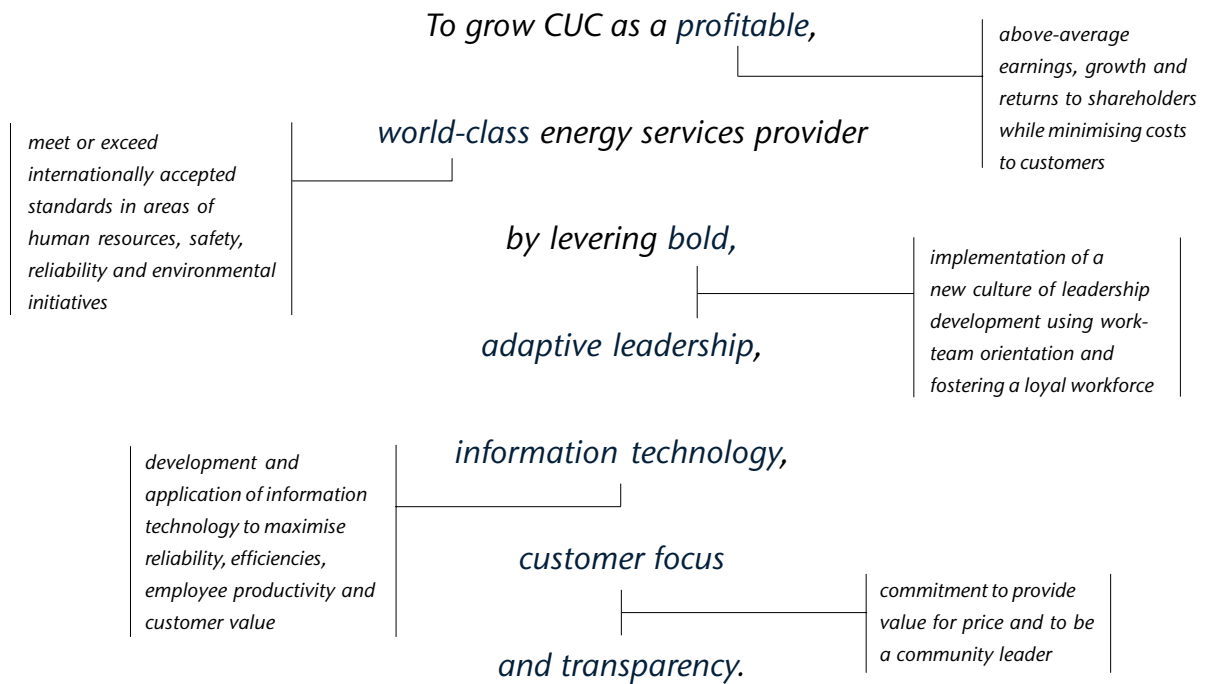 To grow CUC as a profitable,
above-average
earnings, growth and
returns to shareholders
while minimising costs
to customers
world-class energy services provider
meet or exceed
internationally accepted
standards in areas of
human resources, safety,
reliability and environmental
initiatives
by levering bold,
adaptive leadership,
implementation of a
new culture of leadership
development using work-
team orientation and
fostering a loyal workforce
information technology,
development and
application of information
technology to maximise
reliability, efficiencies,
employee productivity and
customer value
customer focus
and transparency.
commitment to provide
value for price and to be
a community leader